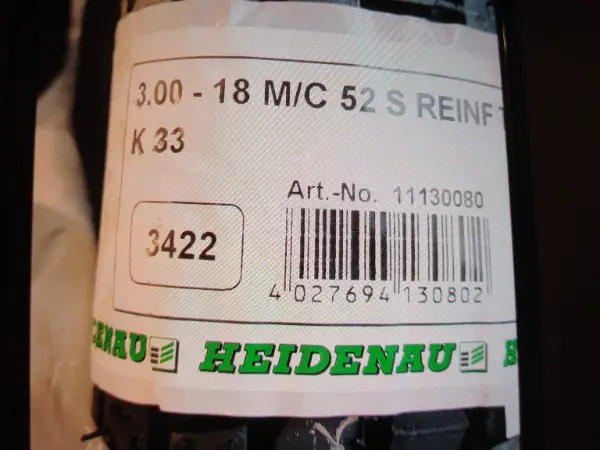 3.00 - 18 M/C 52 S REINF
K 33
Art.-No. 11130080
3422
4 027694 130802
HEIDENAU